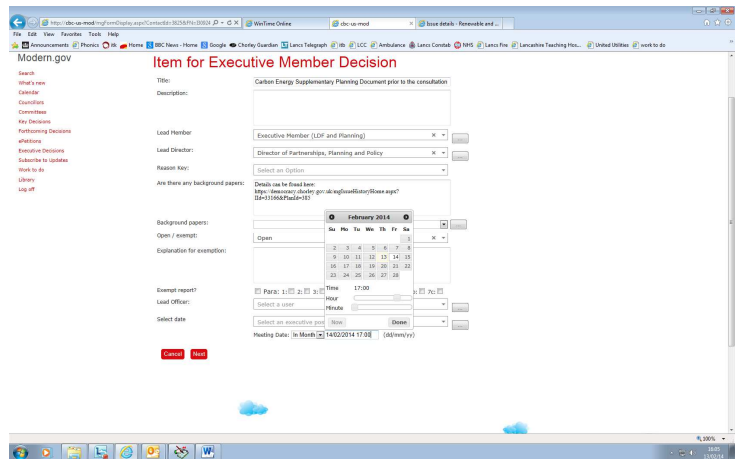 http://cbc-us-mod/mgFormDisplay.aspx?
WinTime Online
cbc-us-mod
Issue details - Renewable and ...
File Edit View Favorites Tools Help
Announcements Phonics itk Home BBC News - Home Google Chorley Guardian Lancs Telegraph itb LCC Ambulance Lancs Constab NHS Lancs Fire Lancashire Teaching Hos... United Utilities work to do
Modern.gov
Search
What's new
Calendar
Councillors
Committees
Key Decisions
Forthcoming Decisions
ePetitions
Executive Decisions
Subscribe to updates
Work to do
Library
Log off
Item for Executive Member Decision
Title:
Carbon Energy Supplementary Planning Document prior to the consultation
Description:
Lead Member
Executive Member (LDF and Planning)
Lead Director:
Director of Partnerships, Planning and Policy
Reason Key:
Select an Option
Are there any background papers:
Details can be found here:
https://democracy.chorley.gov.uk/mgIssueHistoryHome.aspx?
IId=33166&PlanId=383
Background papers:
Open / exempt:
Open
Explanation for exemption:
February 2014
Su Mo Tu We Th Fr Sa
1
2 3 4 5 6 7 8
9 10 11 12 13 14 15
16 17 18 19 20 21 22
23 24 25 26 27 28
Time 17:00
Hour
Minute
Now Done
Exempt report?
Para: 1: 2: 3: 7c:
Lead Officer:
Select a user
Select date
Select an executive pos
Meeting Date: In Month 14/02/2014 17:00 (dd/mm/yy)
Cancel Next
100%
16:05
13/02/14